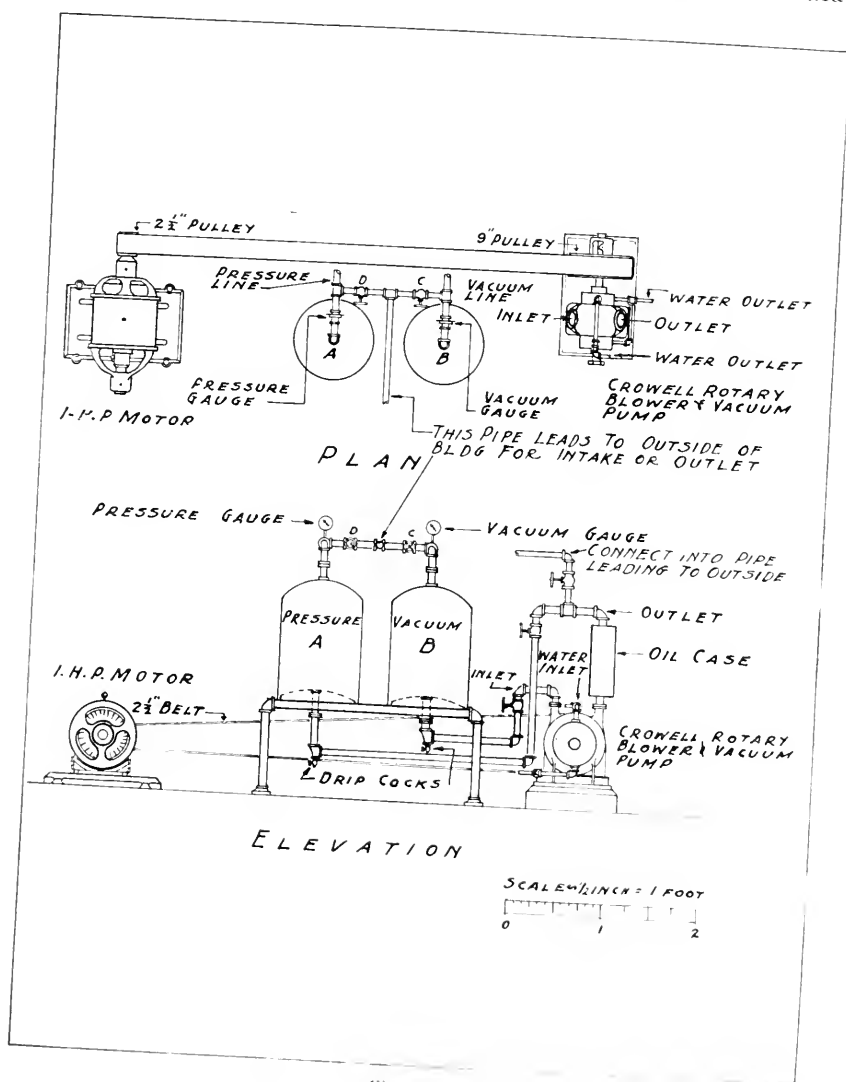 2½" PULLEY
9" PULLEY
PRESSURE
LINE
D
C
VACUUM
LINE
WATER OUTLET
INLET
OUTLET
A
B
WATER OUTLET
PRESSURE
GAUGE
VACUUM
GAUGE
CROWELL ROTARY
BLOWER & VACUUM
PUMP
1-H.P MOTOR
THIS PIPE LEADS TO OUTSIDE OF
BLDG FOR INTAKE OR OUTLET
PLAN
PRESSURE GAUGE
D
C
VACUUM GAUGE
CONNECT INTO PIPE
LEADING TO OUTSIDE
OUTLET
PRESSURE
A
VACUUM
B
OIL CASE
INLET
WATER
INLET
1.H.P. MOTOR
2½" BELT
CROWELL ROTARY
BLOWER & VACUUM
PUMP
DRIP COCKS
ELEVATION
SCALE ½ INCH = 1 FOOT
0 1 2